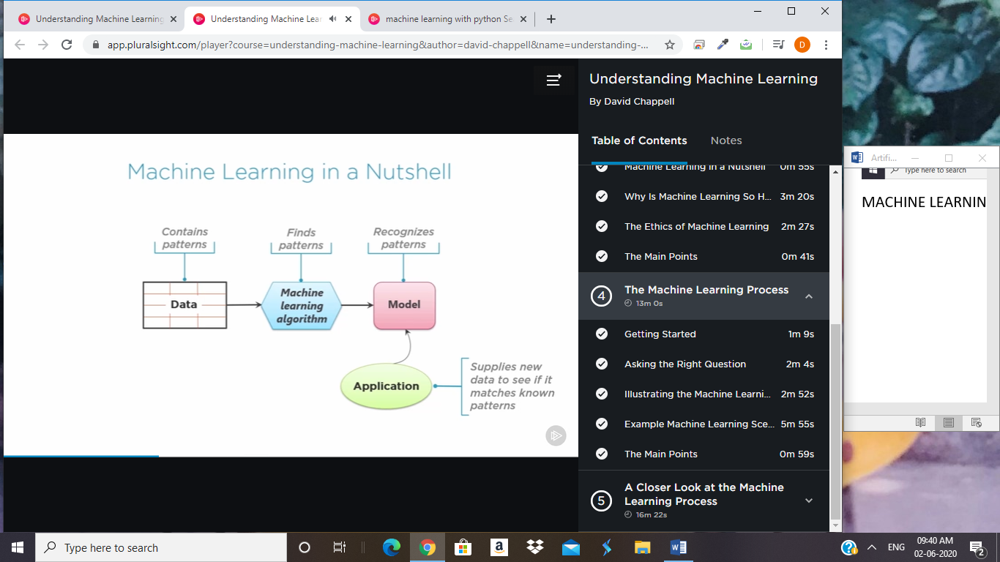 Understanding Machine Learning
Understanding Machine Lear
machine learning with python Se
app.pluralsight.com/player?course=understanding-machine-learning&author=david-chappell&name=understanding-...
D
Machine Learning in a Nutshell
Contains
patterns
Finds
patterns
Recognizes
patterns
Data
Machine
learning
algorithm
Model
Application
Supplies new
data to see if it
matches known
patterns
Understanding Machine Learning
By David Chappell
Table of Contents
Notes
Machine Learning in a Nutshell 0m 55s
Why Is Machine Learning So H... 3m 20s
The Ethics of Machine Learning 2m 27s
The Main Points 0m 41s
4 The Machine Learning Process
13m 0s
Getting Started 1m 9s
Asking the Right Question 2m 4s
Illustrating the Machine Learni... 2m 52s
Example Machine Learning Sce... 5m 55s
The Main Points 0m 59s
A Closer Look at the Machine
5 Learning Process
16m 22s
W Artifi...
Type here to search
MACHINE LEARNIN
Type here to search
a
W
?
ENG
09:40 AM
02-06-2020
2